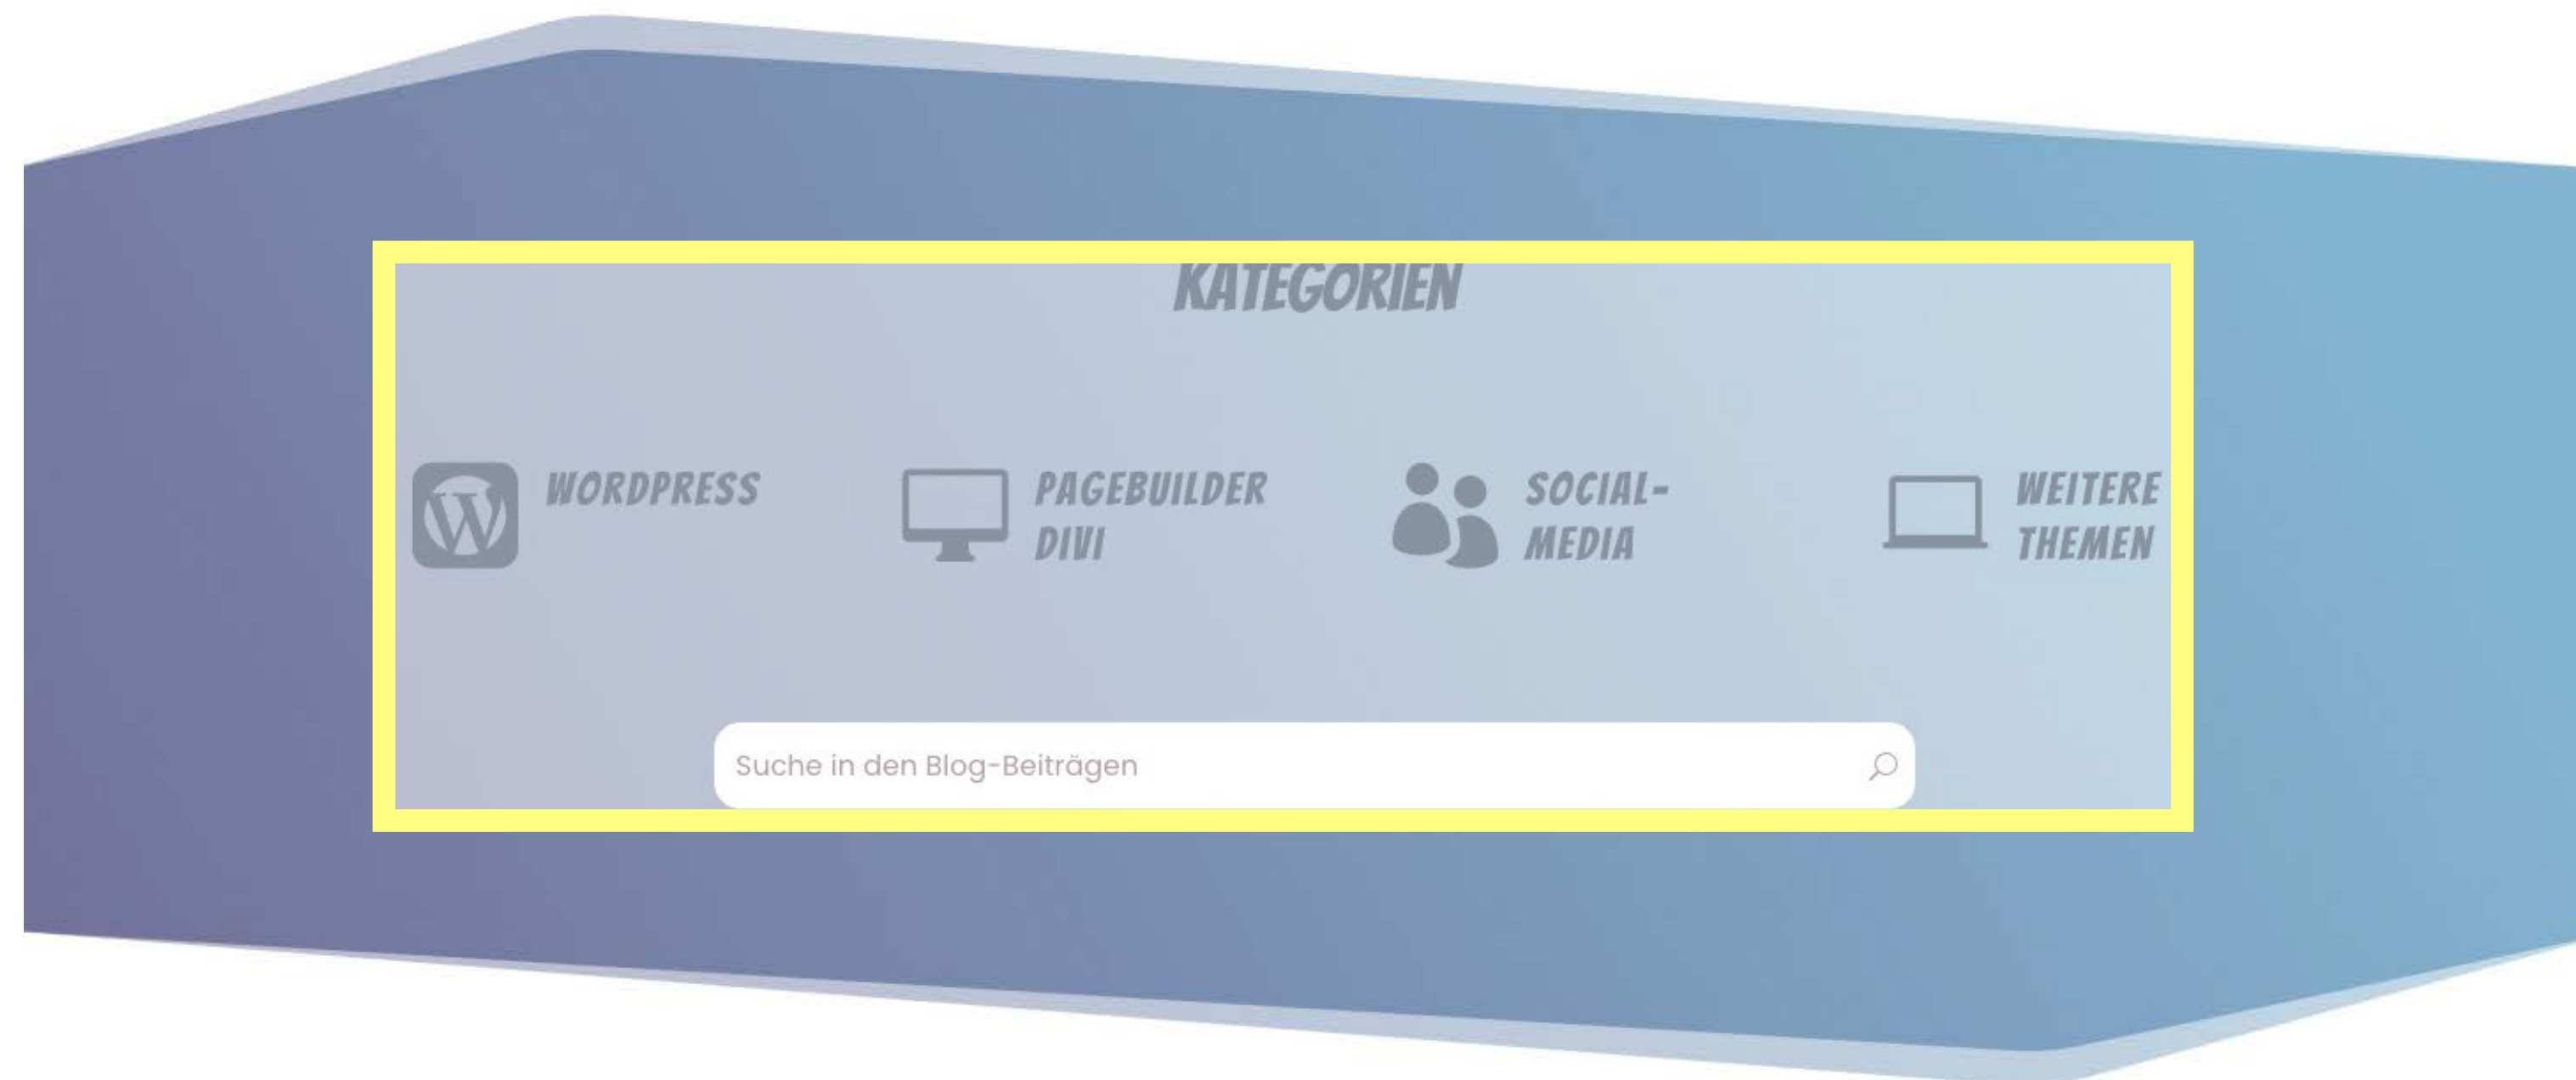 KATEGORIEN
WORDPRESS
PAGEBUILDER
DIVI
SOCIAL-
MEDIA
WEITERE
THEMEN
Suche in den Blog-Beiträgen